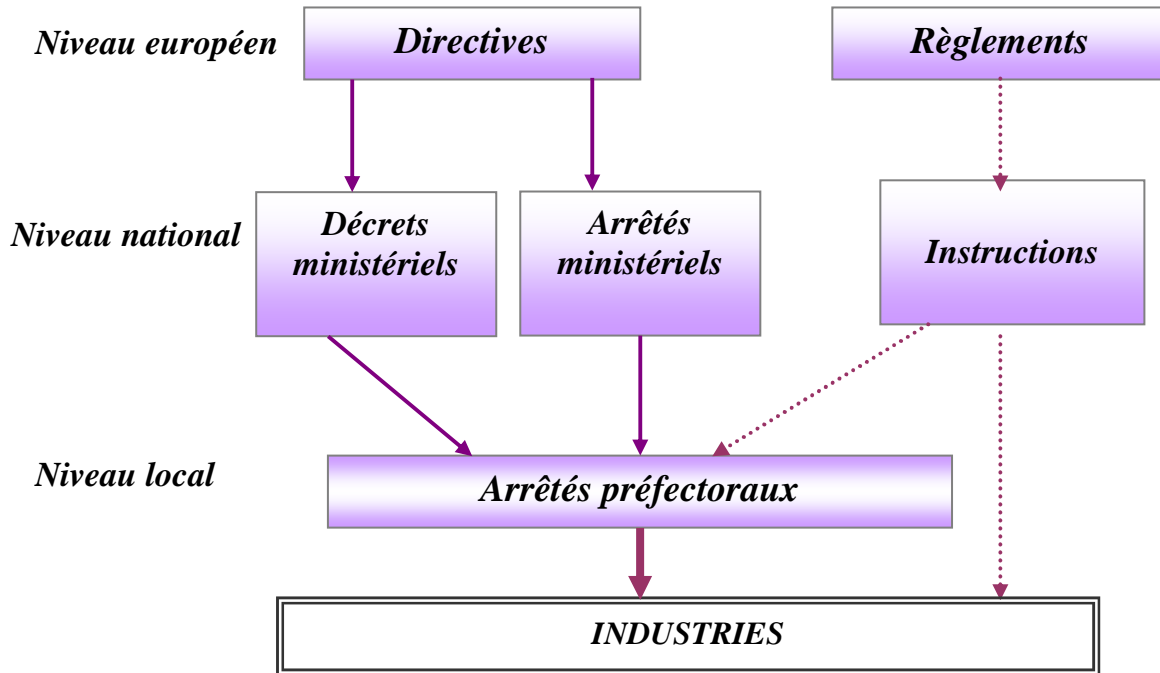 Niveau européen
Directives
Règlements
Niveau national
Décrets
ministériels
Arrêtés
ministériels
Instructions
Niveau local
Arrêtés préfectoraux
INDUSTRIES